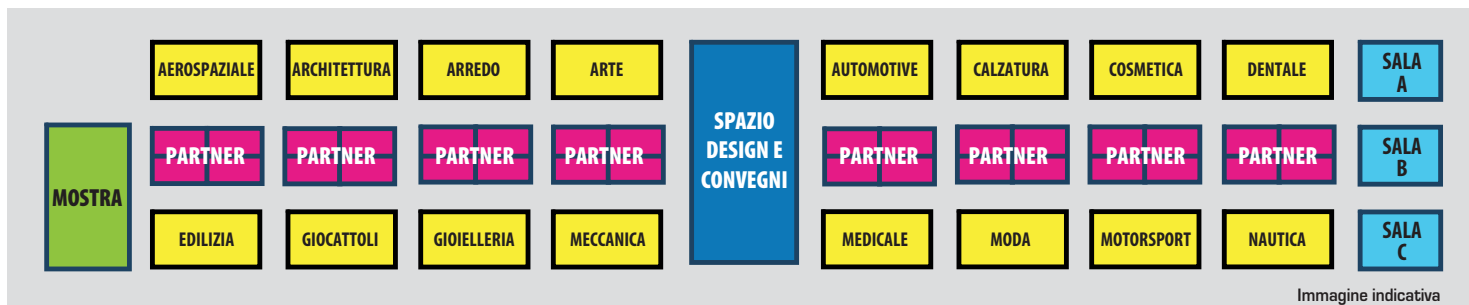 AEROSPAZIALE
ARCHITETTURA
ARREDO
ARTE
AUTOMOTIVE
CALZATURA
COSMETICA
DENTALE
SALA
A
MOSTRA
PARTNER
PARTNER
PARTNER
PARTNER
SPAZIO
DESIGN E
CONVEGNI
PARTNER
PARTNER
PARTNER
PARTNER
SALA
B
EDILIZIA
GIOCATTOLI
GIOIELLERIA
MECCANICA
MEDICALE
MODA
MOTORSPORT
NAUTICA
SALA
C
Immagine indicativa